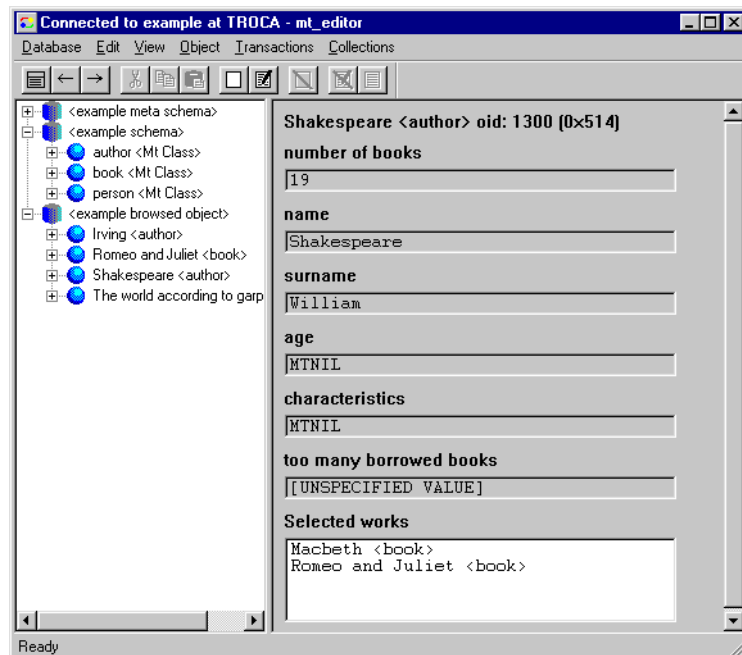 Connected to example at TROCA - mt_editor
Database Edit View Object Transactions Collections
<example meta schema>
<example schema>
author <Mt Class>
book <Mt Class>
person <Mt Class>
<example browsed object>
Irving <author>
Romeo and Juliet <book>
Shakespeare <author>
The world according to garp
Shakespeare <author> oid: 1300 (0x514)
number of books
19
name
Shakespeare
surname
William
age
MTNIL
characteristics
MTNIL
too many borrowed books
[UNSPECIFIED VALUE]
Selected works
Macbeth <book>
Romeo and Juliet <book>
Ready